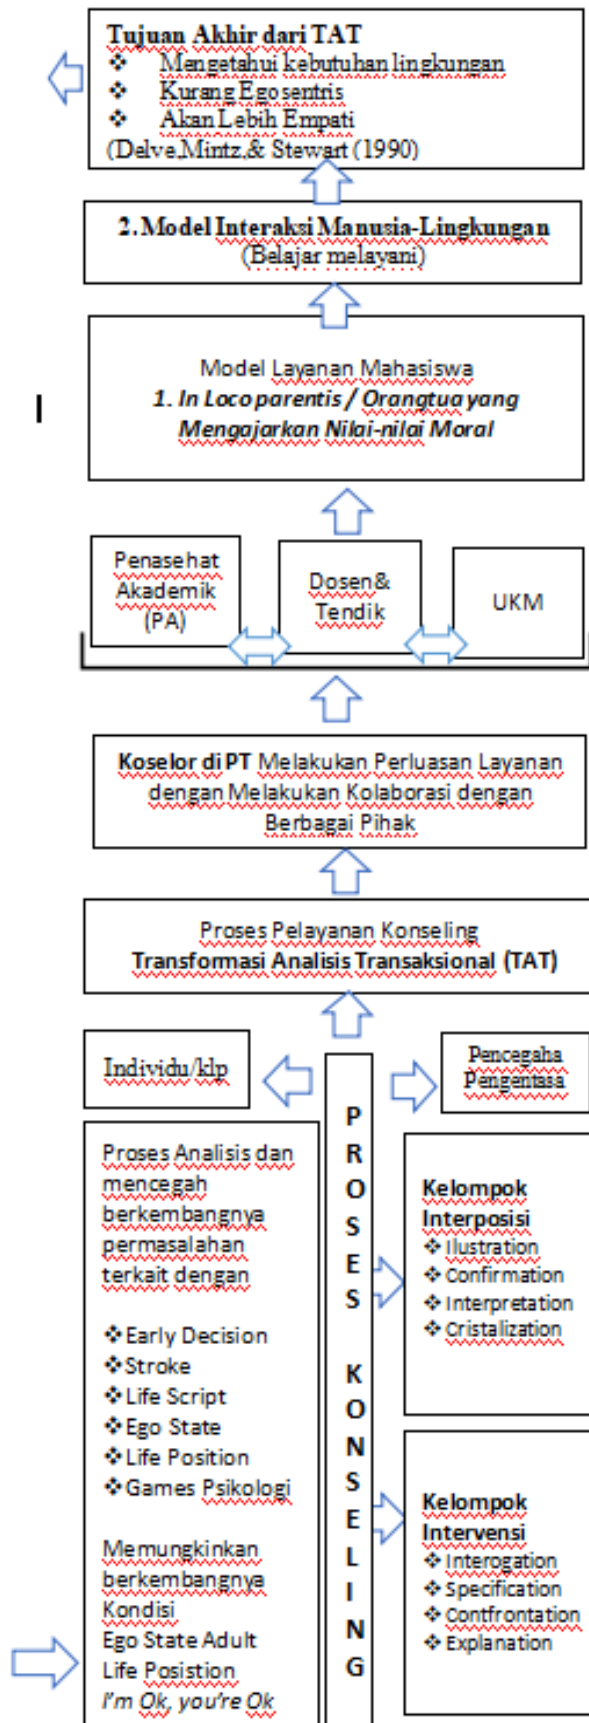 Tujuan Akhir dari TAT
❖ Mengetahui kebutuhan lingkungan
❖ Kurang Egosentris
❖ Akan Lebih Empati
(Delve,Mintz,& Stewart (1990)
2. Model Interaksi Manusia-Lingkungan
(Belajar melayani)
Model Layanan Mahasiswa
1. In Loco parentis / Orangtua yang
Mengajarkan Nilai-nilai Moral
Penasehat
Akademik
(PA)
Dosen&
Tendik
UKM
Koselor di PT Melakukan Perluasan Layanan
dengan Melakukan Kolaborasi dengan
Berbagai Pihak
Proses Pelayanan Konseling
Transformasi Analisis Transaksional (TAT)
Individu/klp
Pencegaha
Pengentasa
PROSES KONSELING
Proses Analisis dan
mencegah
berkembangnya
permasalahan
terkait dengan
❖Early Decision
❖Stroke
❖Life Script
❖Ego State
❖Life Position
❖Games Psikologi
Memungkinkan
berkembangnya
Kondisi
Ego State Adult
Life Posistion
I'm Ok, you're Ok
Kelompok
Interposisi
❖ Ilustration
❖ Confirmation
❖ Interpretation
❖ Cristalization
Kelompok
Intervensi
❖ Interogation
❖ Specification
❖ Contfrontation
❖ Explanation